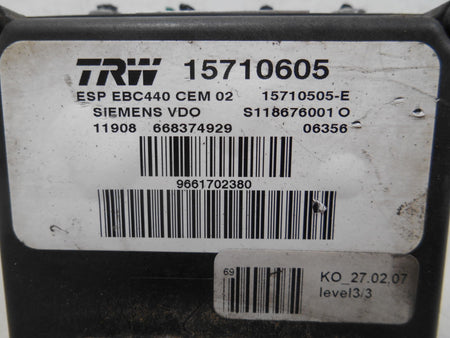 TRW 15710605
ESP EBC440 CEM 02 15710505-E
SIEMENS VDO S118676001 O
11908 668374929 06356
9661702380
69
KO_27.02.07
level3/3